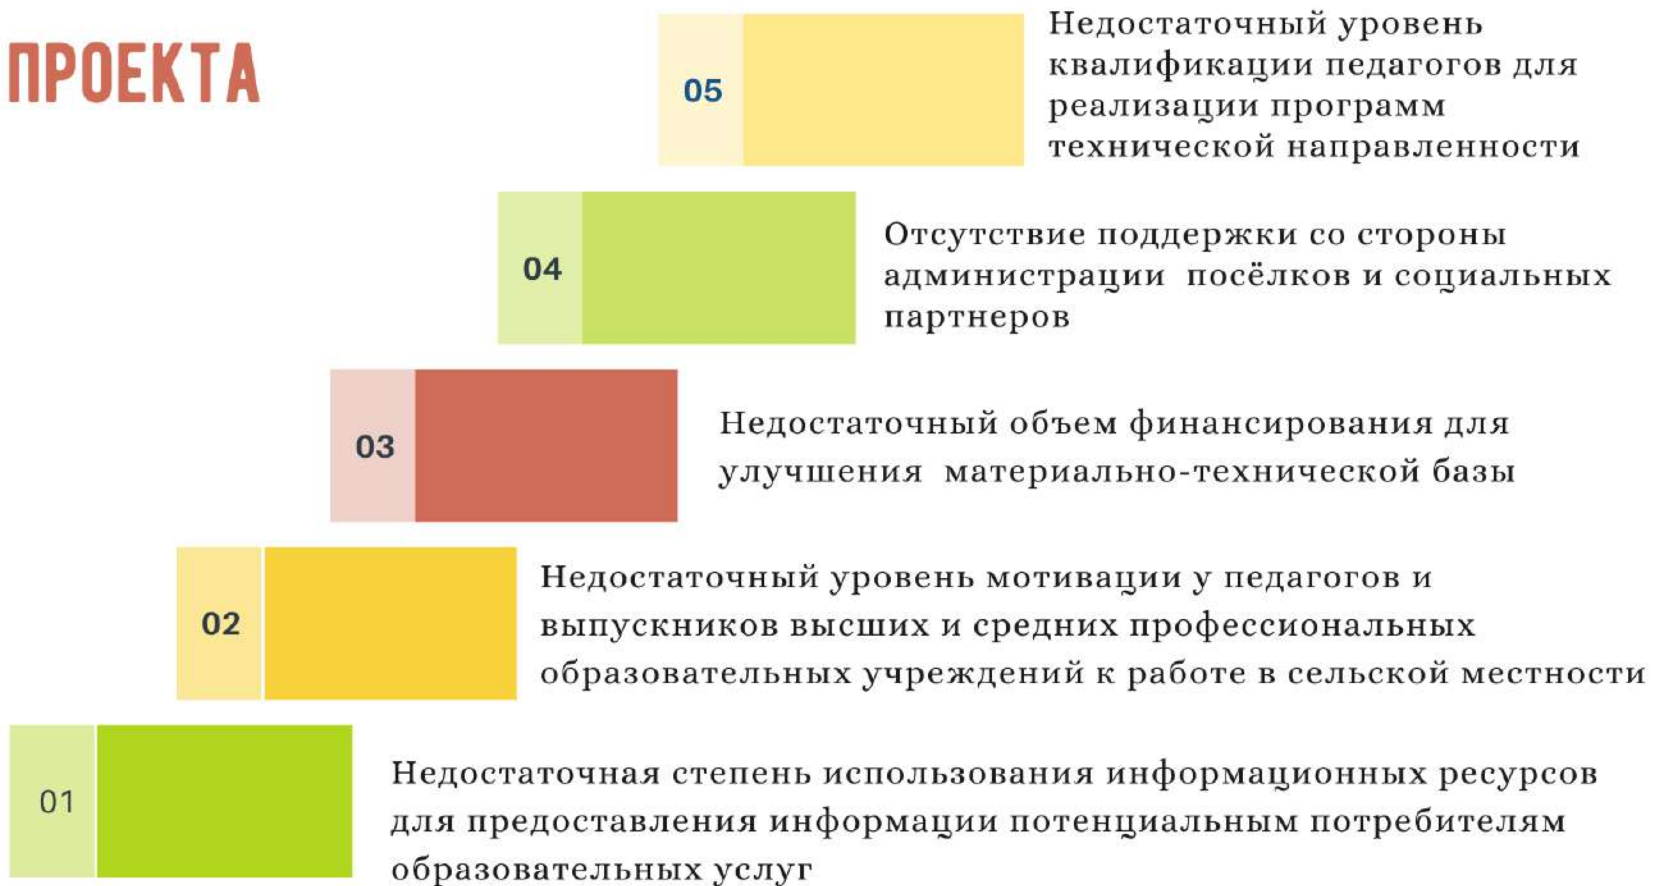 ПРОЕКТА
05
Недостаточный уровень
квалификации педагогов для
реализации программ
технической направленности
04
Отсутствие поддержки со стороны
администрации посёлков и социальных
партнеров
03
Недостаточный объем финансирования для
улучшения материально-технической базы
02
Недостаточный уровень мотивации у педагогов и
выпускников высших и средних профессиональных
образовательных учреждений к работе в сельской местности
01
Недостаточная степень использования информационных ресурсов
для предоставления информации потенциальным потребителям
образовательных услуг